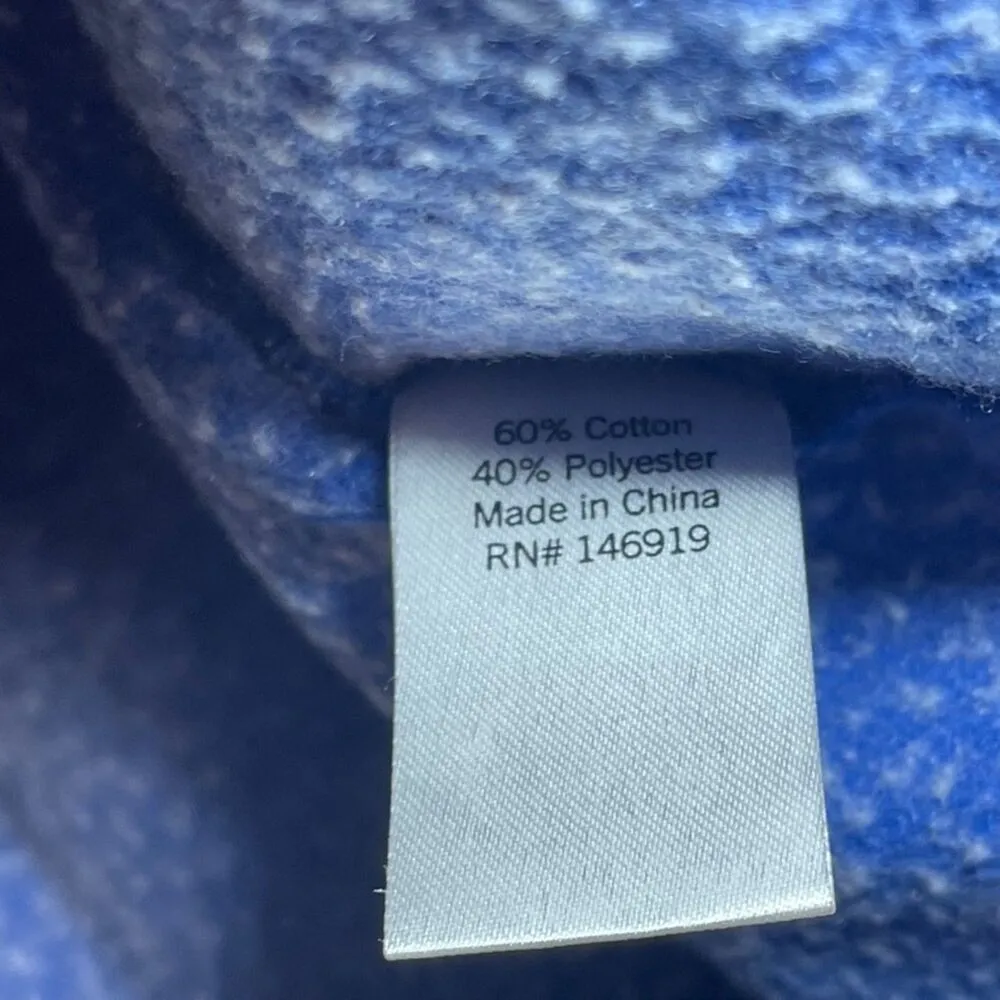 60% Cotton
40% Polyester
Made in China
RN# 146919